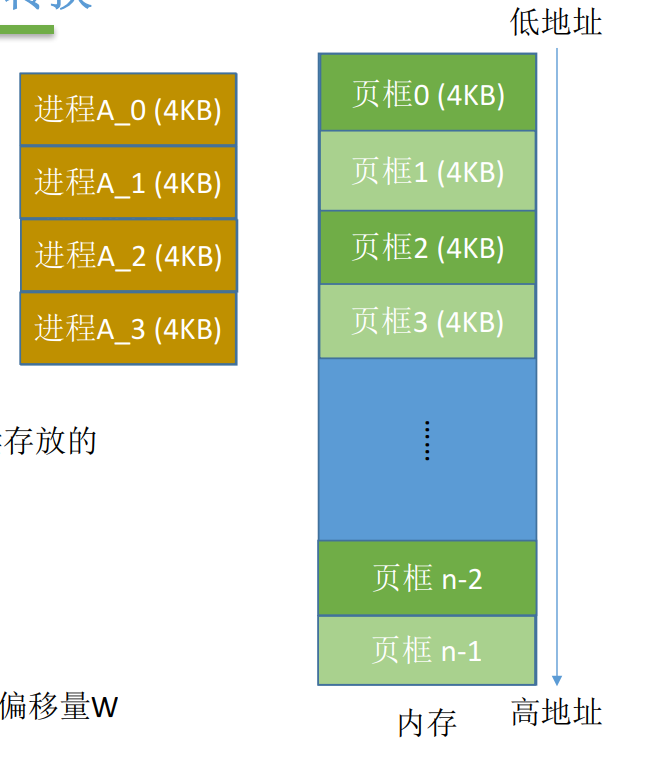 转换
低地址
进程A_0 (4KB)
进程A_1 (4KB)
进程A_2 (4KB)
进程A_3 (4KB)
页框0 (4KB)
页框1 (4KB)
页框2 (4KB)
页框3 (4KB)
......
页框 n-2
页框 n-1
存放的
偏移量W
内存
高地址